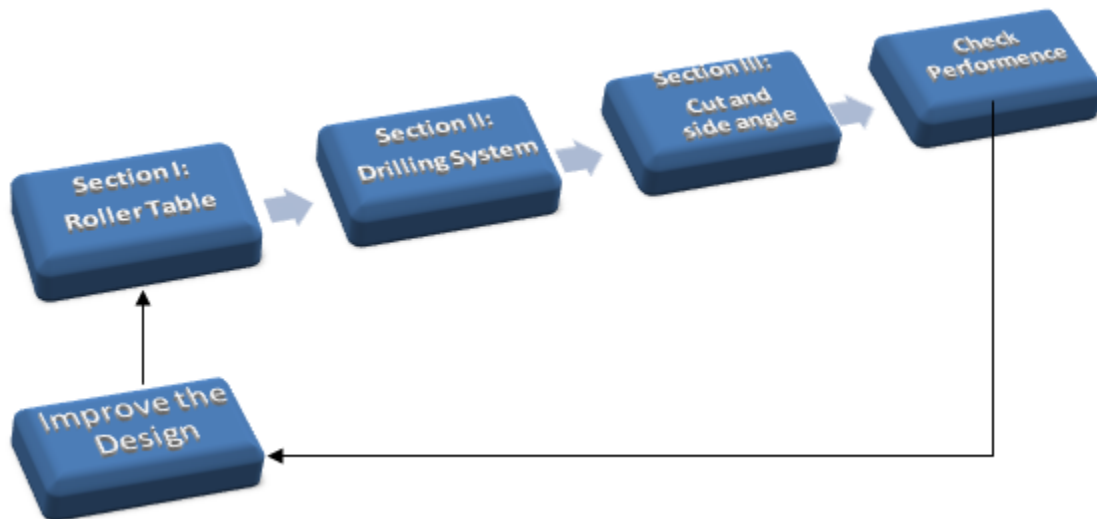 Section I:
Roller Table
Section II:
Drilling System
Section III:
Cut and
side angle
Check
Performence
Improve the
Design